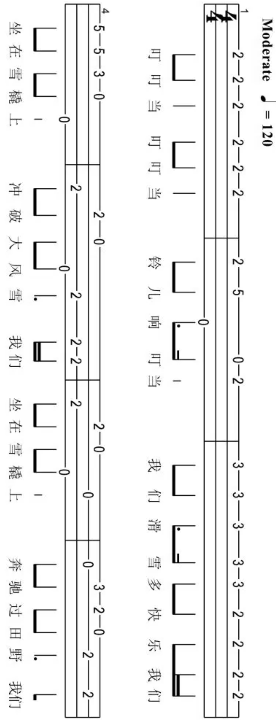 Moderate ♩ = 120
1
4 4 2 2 2 2 2 2 2 5 0 0 2 3 3 3 3 3 2 2 2 2
叮 叮 当 叮 叮 当 铃 儿 响 叮 当 我 们 滑 雪 多 快 乐 我 们
4
5 5 3 0 0 2 2 0 0 2 2 2 2 2 0 0 0 0 3 2 0 2 2
坐 在 雪 橇 上 冲 破 大 风 雪 我 们 坐 在 雪 橇 上 奔 驰 过 田 野 我 们